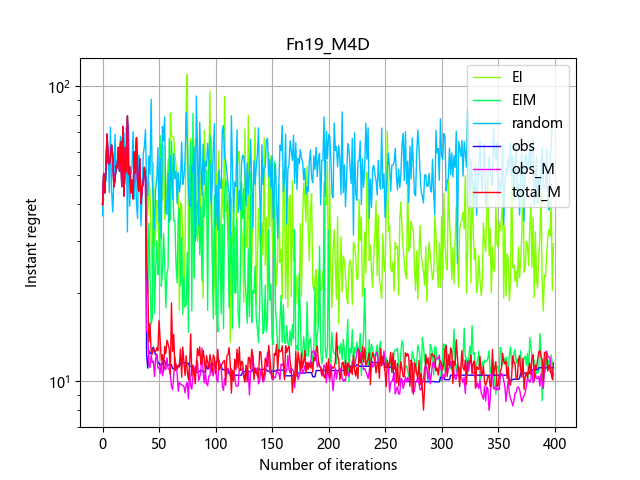 Fn19_M4D
Instant regret
10²
10¹
EI
EIM
random
obs
obs_M
total_M
0 50 100 150 200 250 300 350 400
Number of iterations